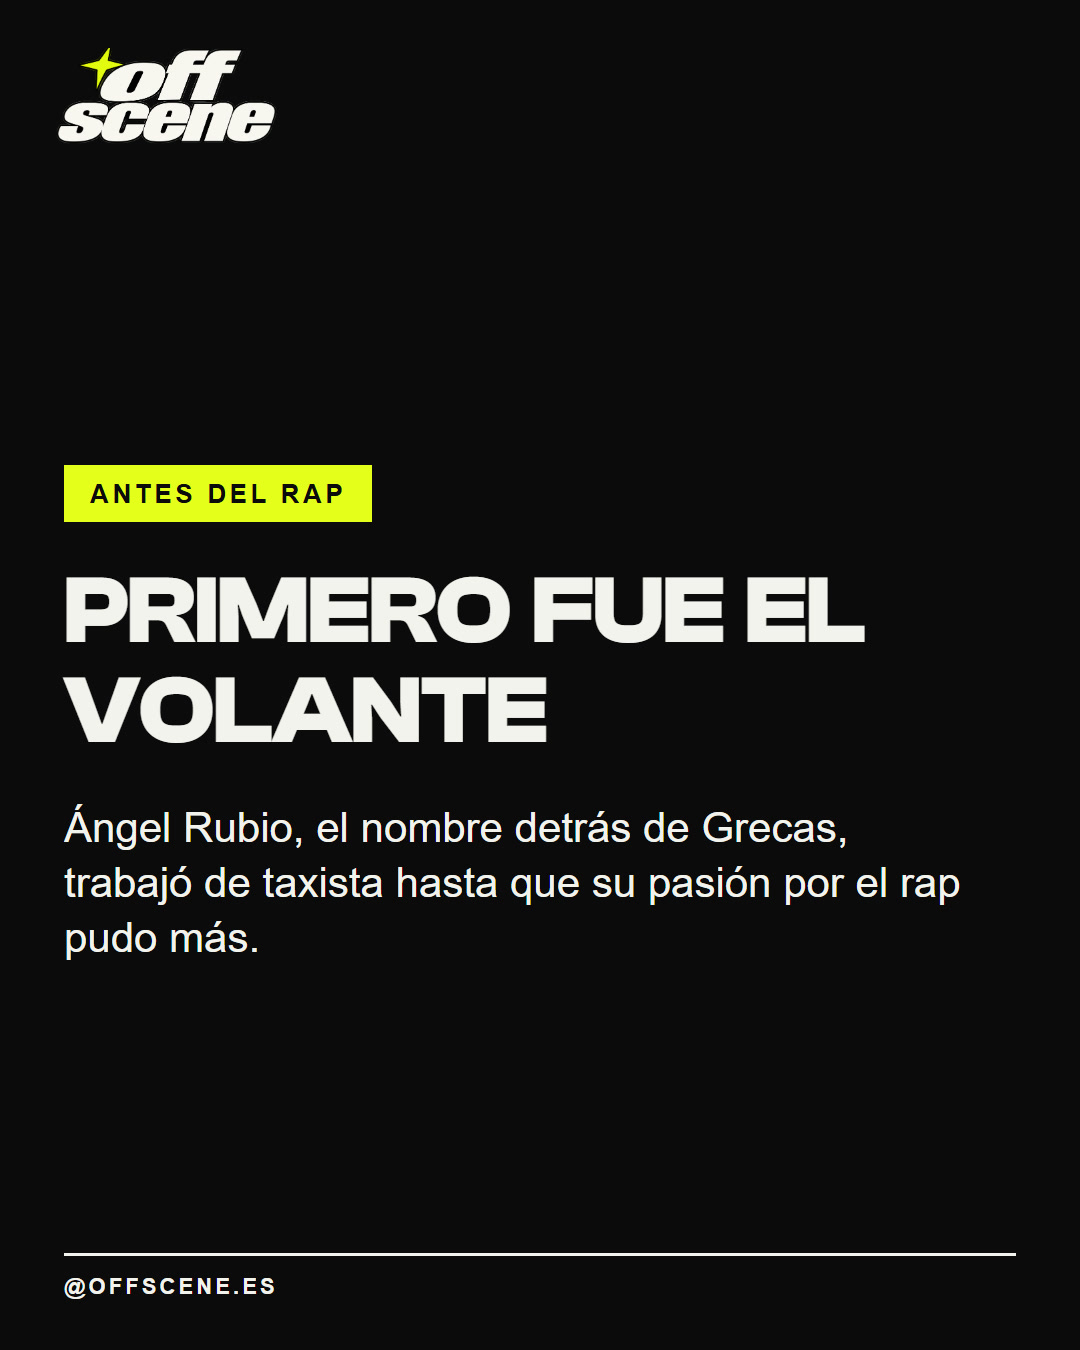 off
scene
ANTES DEL RAP
PRIMERO FUE EL
VOLANTE
Ángel Rubio, el nombre detrás de Grecas,
trabajó de taxista hasta que su pasión por el rap
pudo más.
@OFFSCENE.ES